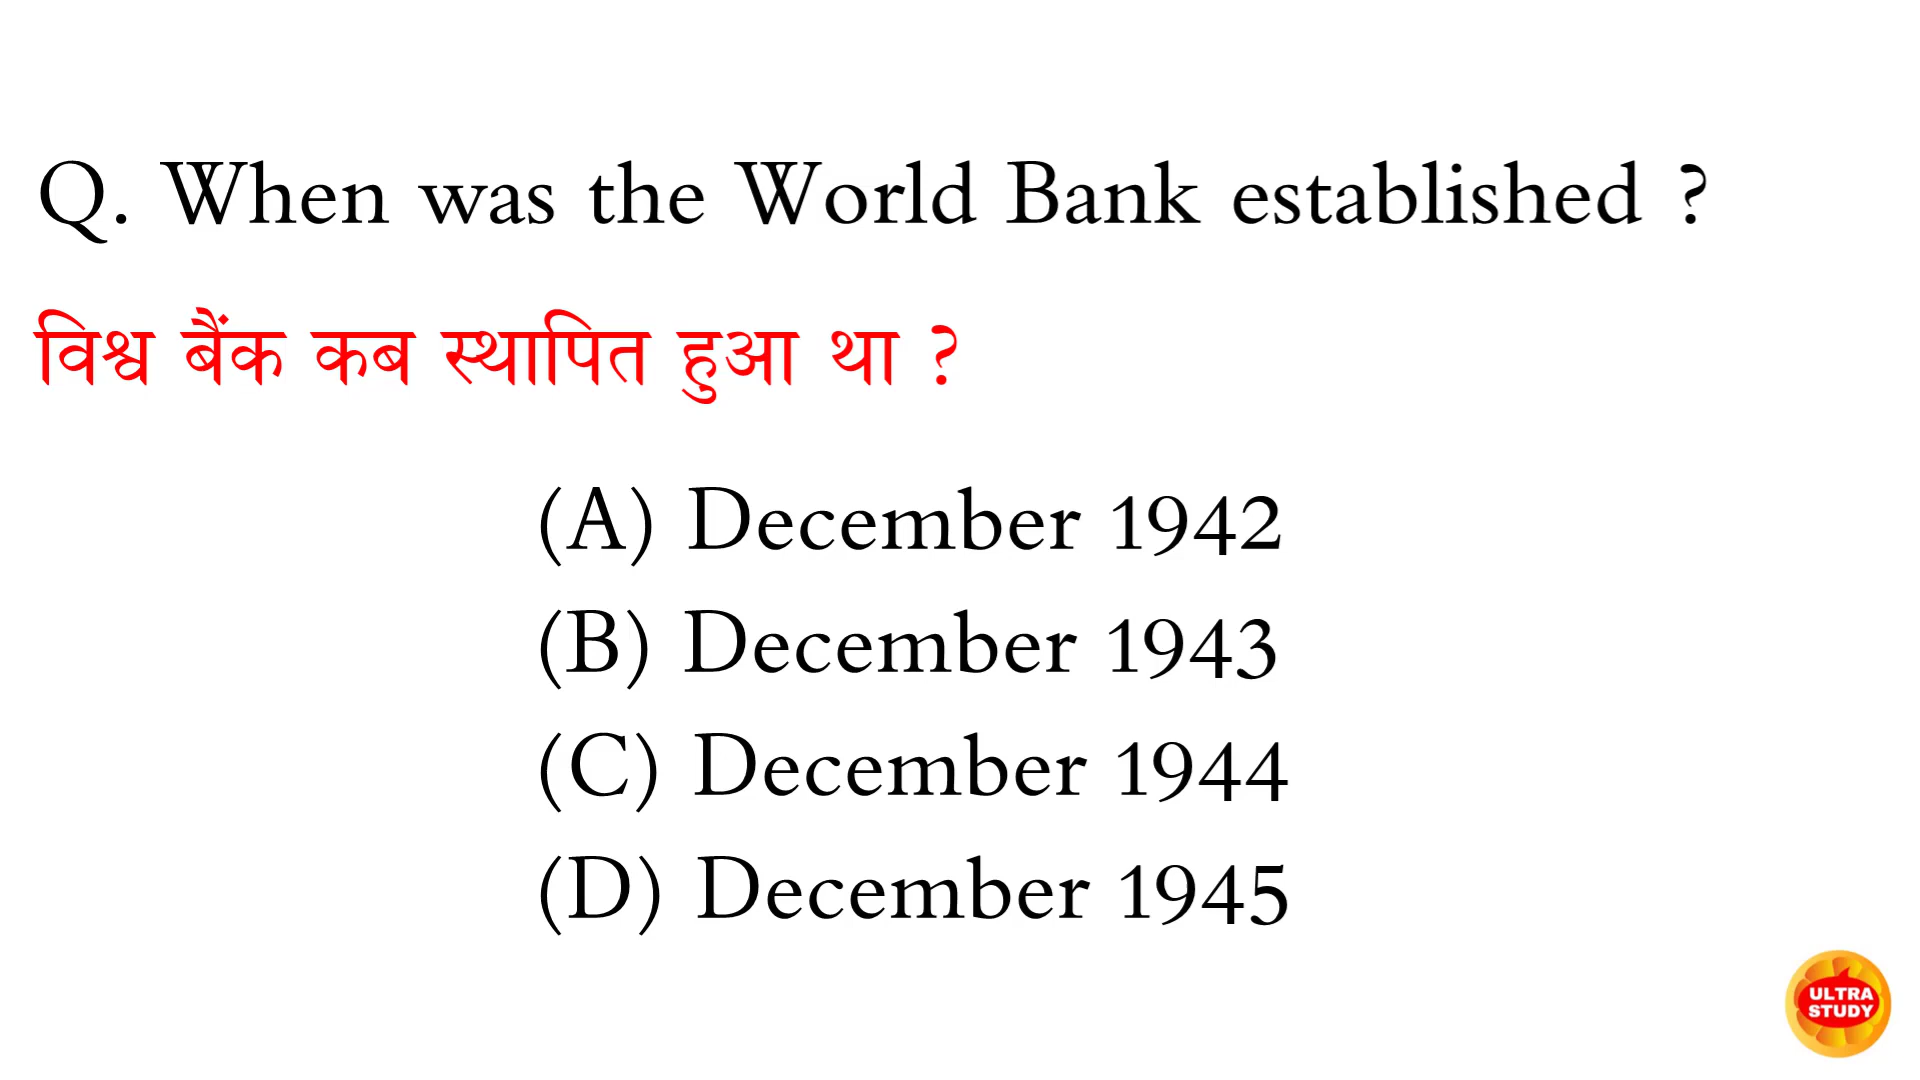 Q. When was the World Bank established ?
विश्व बैंक कब स्थापित हुआ था ?
(A) December 1942
(B) December 1943
(C) December 1944
(D) December 1945
ULTRA
STUDY